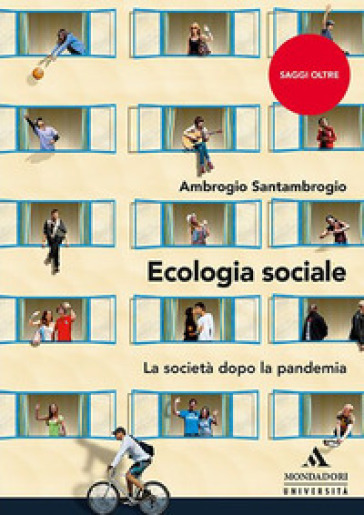 SAGGI OLTRE
Ambrogio Santambrogio
Ecologia sociale
La società dopo la pandemia
MONDADORI
UNIVERSITÀ